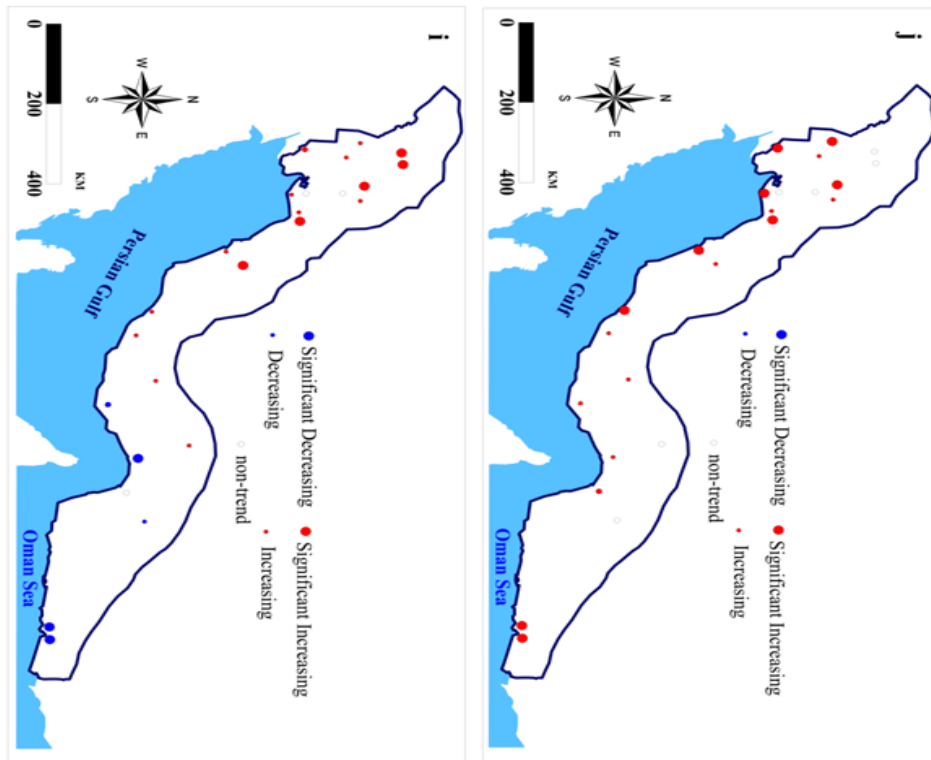 i
N
W
E
S
0
200
400
KM
Persian Gulf
Oman Sea
Significant Decreasing
Significant Increasing
Decreasing
non-trend
Increasing
j
N
W
E
S
0
200
400
KM
Persian Gulf
Oman Sea
Significant Decreasing
Significant Increasing
Decreasing
non-trend
Increasing